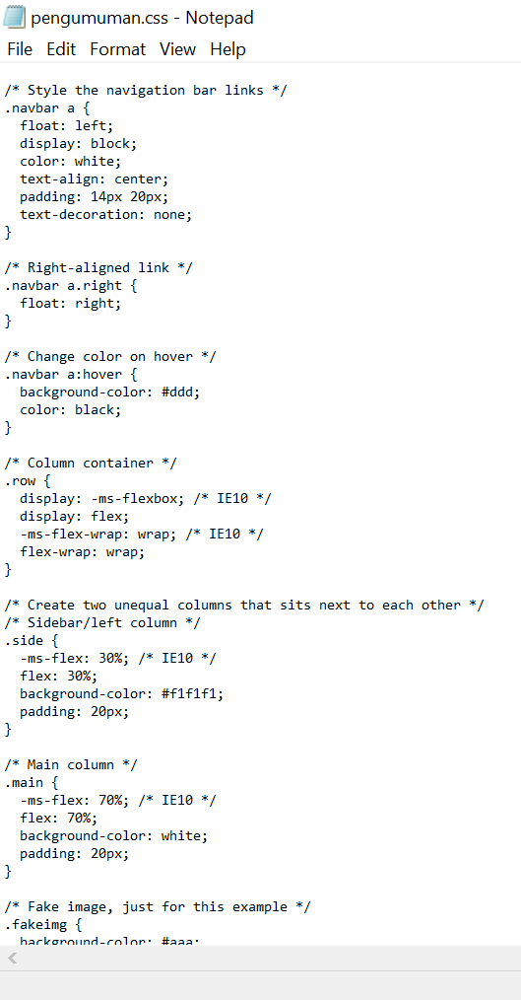 pengumuman.css - Notepad
File Edit Format View Help
/* Style the navigation bar links */
.navbar a {
  float: left;
  display: block;
  color: white;
  text-align: center;
  padding: 14px 20px;
  text-decoration: none;
}
/* Right-aligned link */
.navbar a.right {
  float: right;
}
/* Change color on hover */
.navbar a:hover {
  background-color: #ddd;
  color: black;
}
/* Column container */
.row {
  display: -ms-flexbox; /* IE10 */
  display: flex;
  -ms-flex-wrap: wrap; /* IE10 */
  flex-wrap: wrap;
}
/* Create two unequal columns that sits next to each other */
/* Sidebar/left column */
.side {
  -ms-flex: 30%; /* IE10 */
  flex: 30%;
  background-color: #f1f1f1;
  padding: 20px;
}
/* Main column */
.main {
  -ms-flex: 70%; /* IE10 */
  flex: 70%;
  background-color: white;
  padding: 20px;
}
/* Fake image, just for this example */
.fakeimg {
  background-color: #aaa;